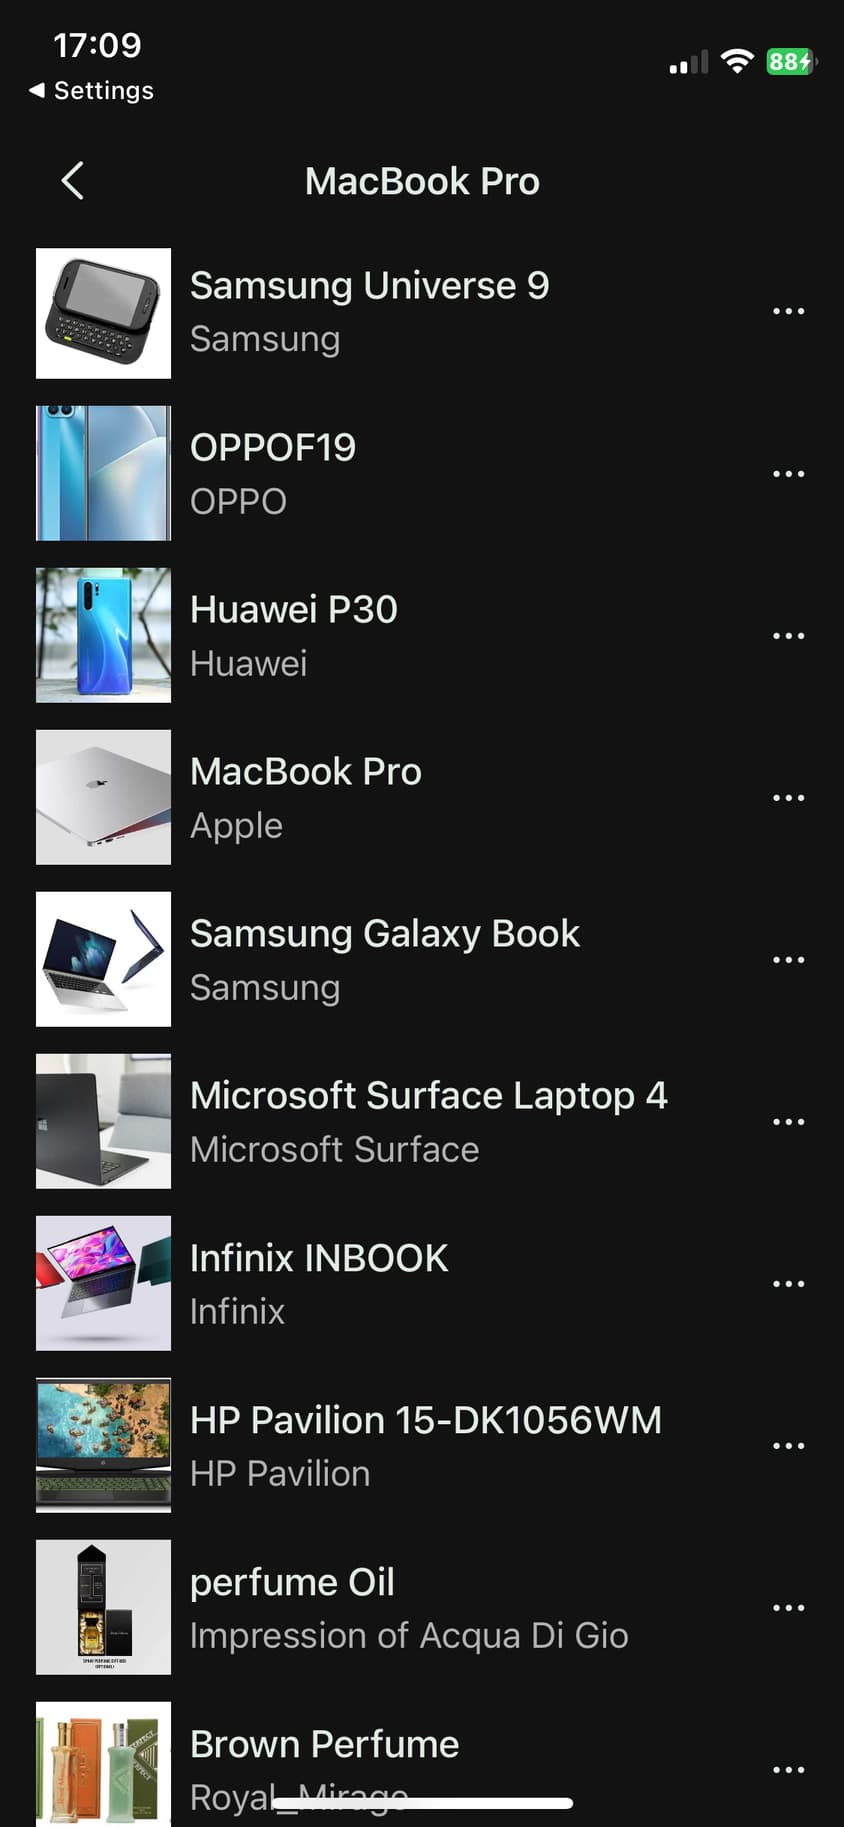 17:09
◀ Settings
88
MacBook Pro
Samsung Universe 9
Samsung
OPPOF19
OPPO
Huawei P30
Huawei
MacBook Pro
Apple
Samsung Galaxy Book
Samsung
Microsoft Surface Laptop 4
Microsoft Surface
Infinix INBOOK
Infinix
HP Pavilion 15-DK1056WM
HP Pavilion
perfume Oil
Impression of Acqua Di Gio
Brown Perfume
Royal_Mirage